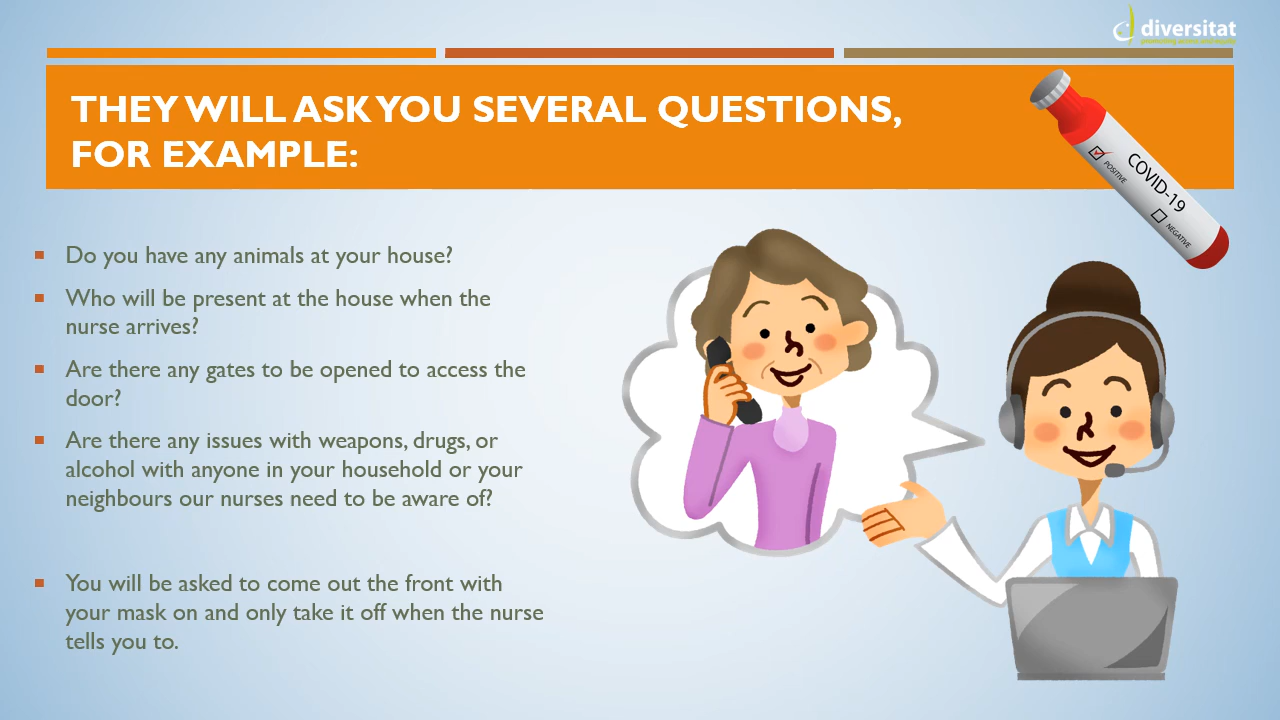 diversitat
THEY WILL ASK YOU SEVERAL QUESTIONS,
FOR EXAMPLE:
COVID-19
POSITIVE
NEGATIVE
Do you have any animals at your house?
Who will be present at the house when the
nurse arrives?
Are there any gates to be opened to access the
door?
Are there any issues with weapons, drugs, or
alcohol with anyone in your household or your
neighbours our nurses need to be aware of?
You will be asked to come out the front with
your mask on and only take it off when the nurse
tells you to.